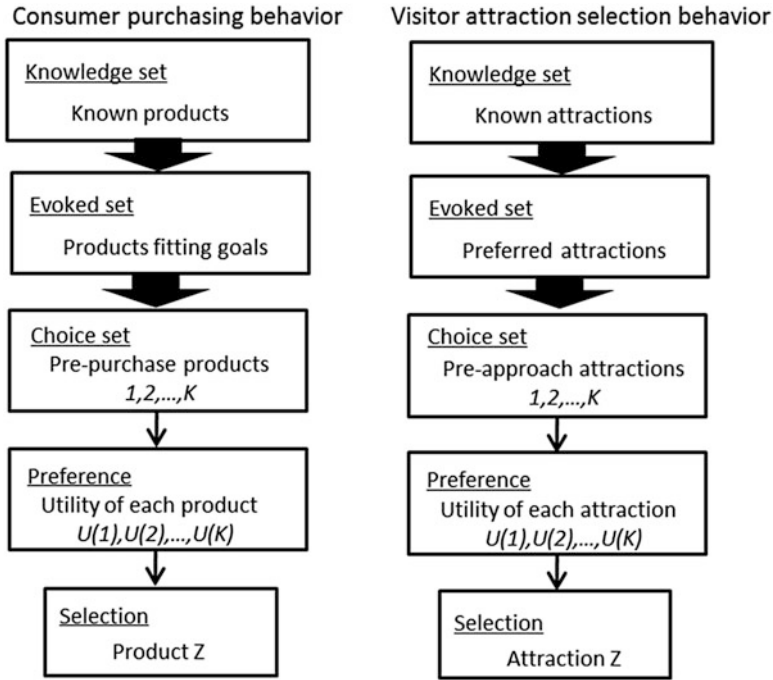 Consumer purchasing behavior
Knowledge set
Known products
Evoked set
Products fitting goals
Choice set
Pre-purchase products
1,2,...,K
Preference
Utility of each product
U(1),U(2),...,U(K)
Selection
Product Z
Visitor attraction selection behavior
Knowledge set
Known attractions
Evoked set
Preferred attractions
Choice set
Pre-approach attractions
1,2,...,K
Preference
Utility of each attraction
U(1),U(2),...,U(K)
Selection
Attraction Z